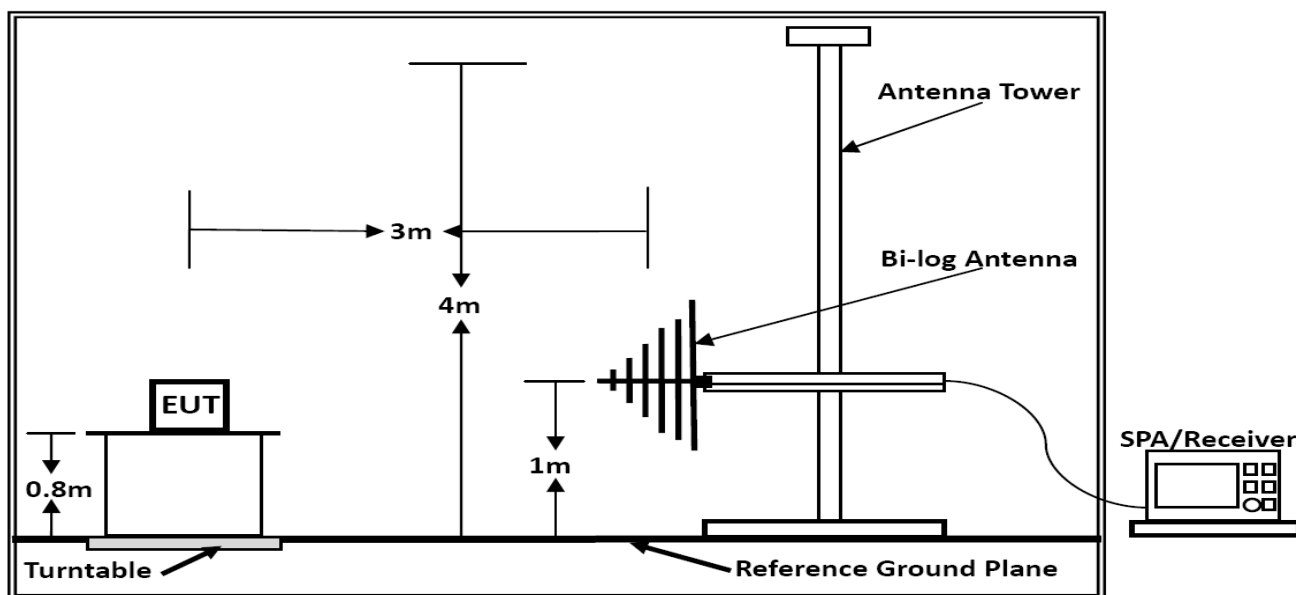 Antenna Tower
3m
Bi-log Antenna
4m
EUT
SPA/Receiver
1m
0.8m
Turntable
Reference Ground Plane